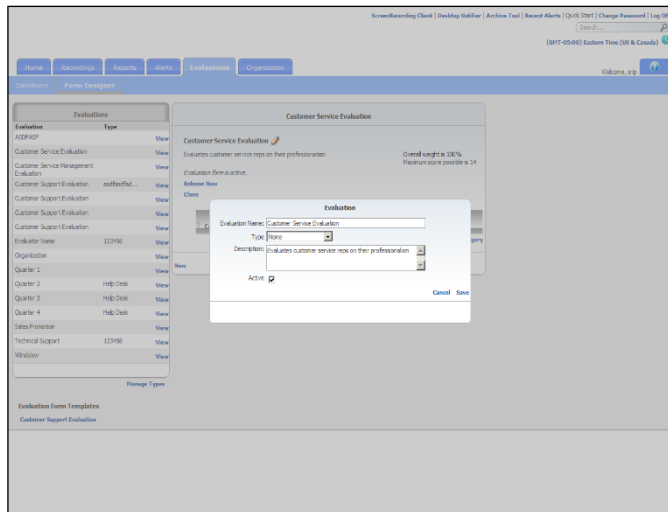 ScreenRecording Client | Desktop Notifier | Archive Tool | Recent Alerts | Quick Start | Change Password | Log Of
Search...
(GMT-05:00) Eastern Time (US & Canada)
Home Recordings Reports Alerts Evaluations Organization
Welcome,
Dashboard Form Designer
Evaluations
Evaluation Type
View
Customer Service Evaluation View
Customer Service Management Evaluation View
Customer Support Evaluation View
Customer Support Evaluation View
Customer Support Evaluation View
Customer Support Evaluation View
Evaluator Name 123456 View
Organization View
Quarter 1 View
Quarter 2 Help Desk View
Quarter 3 Help Desk View
Quarter 4 Help Desk View
Sales Promotion View
Technical Support 123456 View
Windslow View
Manage Types
Evaluation Form Templates
Customer Support Evaluation
Customer Service Evaluation
Customer Service Evaluation
Evaluates customer service reps on their professionalism
Overall weight is 100%
Maximum score possible is 14
Evaluation form is active.
Release Now
Clone
New
Evaluation
Evaluation Name: Customer Service Evaluation
Type None
Description: Evaluates customer service reps on their professionalism
Active
Cancel Save